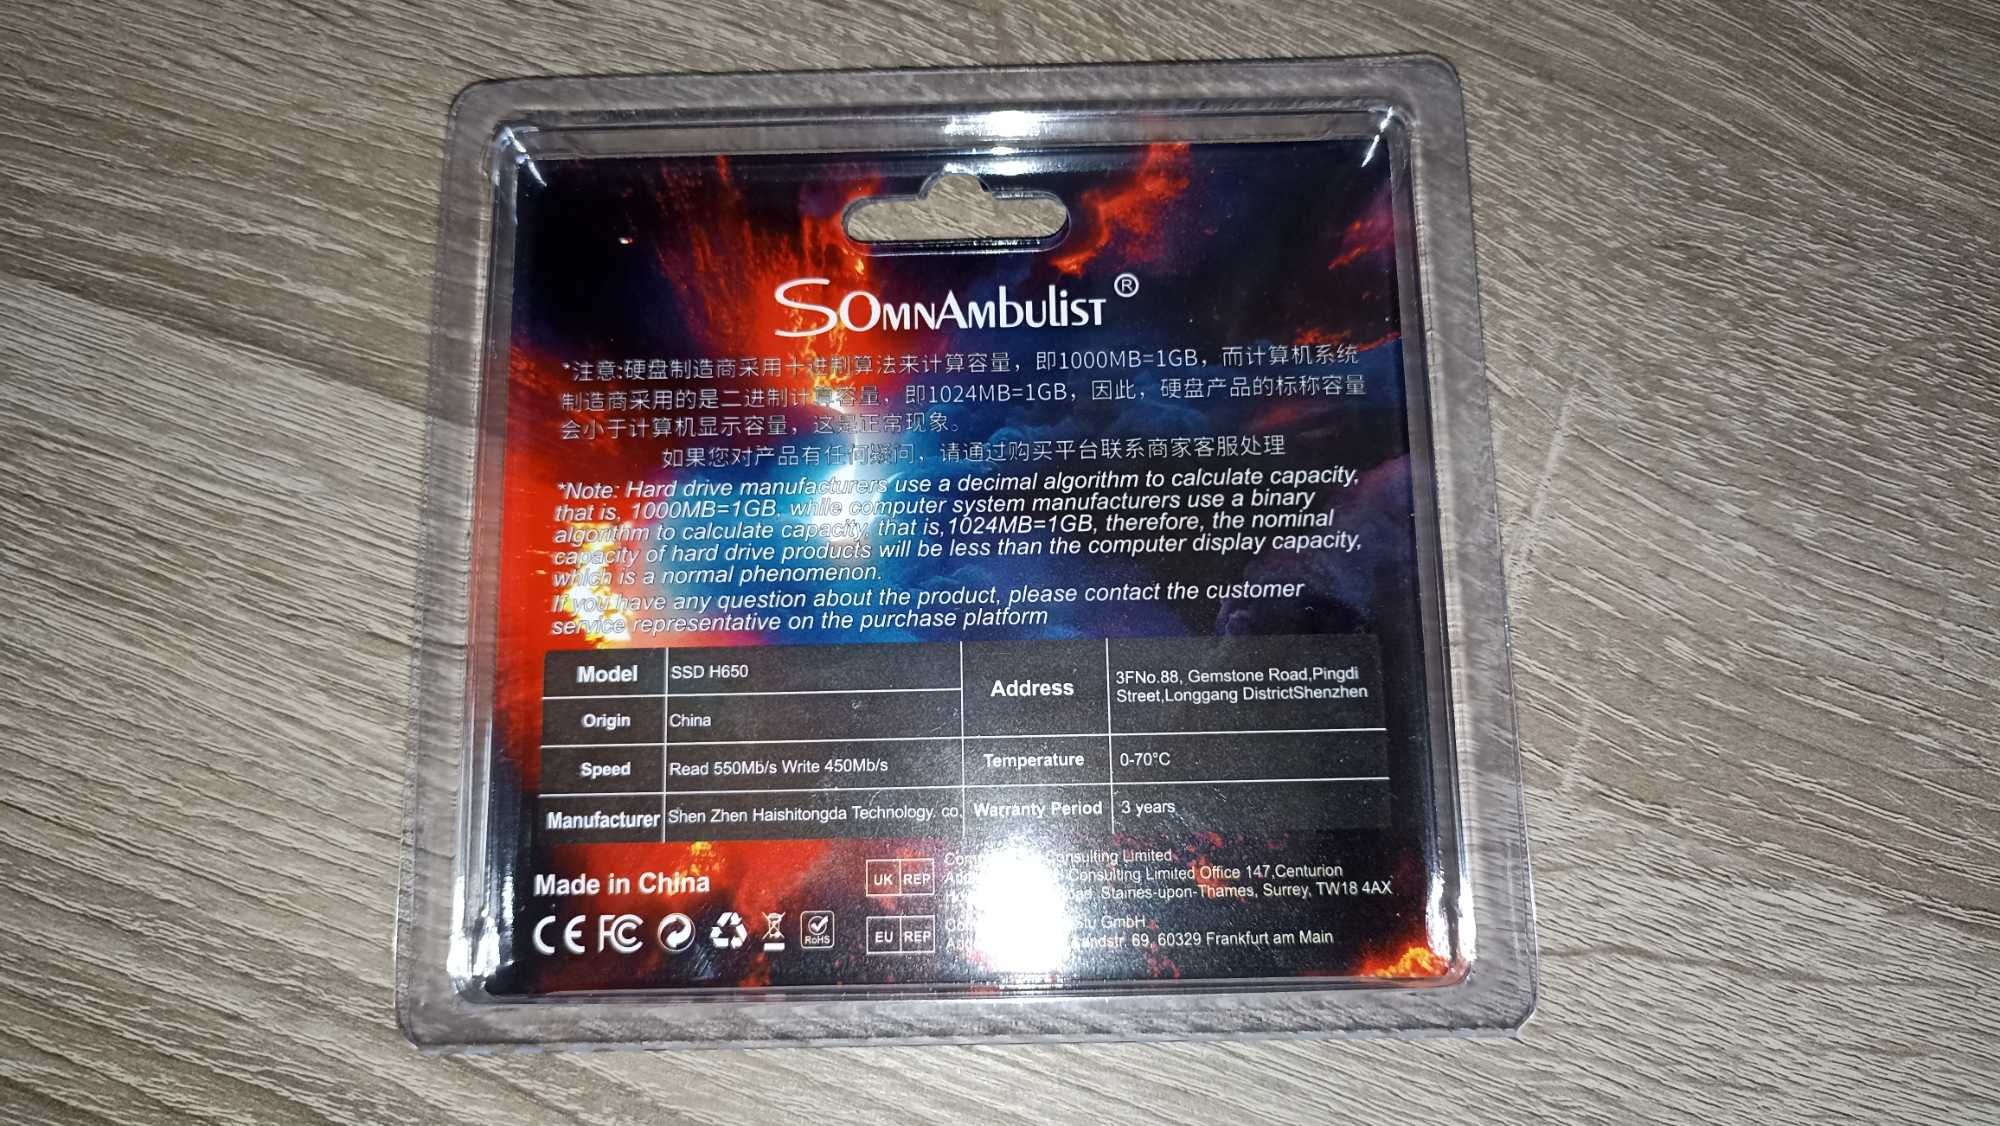 SOMNAMBULIST ®
*注意:硬盘制造商采用十进制算法来计算容量，即1000MB=1GB，而计算机系统
制造商采用的是二进制计算容量，即1024MB=1GB，因此，硬盘产品的标称容量
会小于计算机显示容量，这是正常现象。
如果您对产品有任何疑问，请通过购买平台联系商家客服处理
*Note: Hard drive manufacturers use a decimal algorithm to calculate capacity,
that is, 1000MB=1GB, while computer system manufacturers use a binary
algorithm to calculate capacity, that is,1024MB=1GB, therefore, the nominal
capacity of hard drive products will be less than the computer display capacity,
which is a normal phenomenon.
If you have any question about the product, please contact the customer
service representative on the purchase platform
Model SSD H650
Address 3FNo.88, Gemstone Road,Pingdi
Street,Longgang DistrictShenzhen
Origin China
Speed Read 550Mb/s Write 450Mb/s
Temperature 0-70°C
Manufacturer Shen Zhen Haishitongda Technology. co,
Warranty Period 3 years
Made in China
CE FC RoHS
UK REP
Consulting Limited
Consulting Limited Office 147,Centurion
Staines-upon-Thames, Surrey, TW18 4AX
EU REP
GmbH
69, 60329 Frankfurt am Main